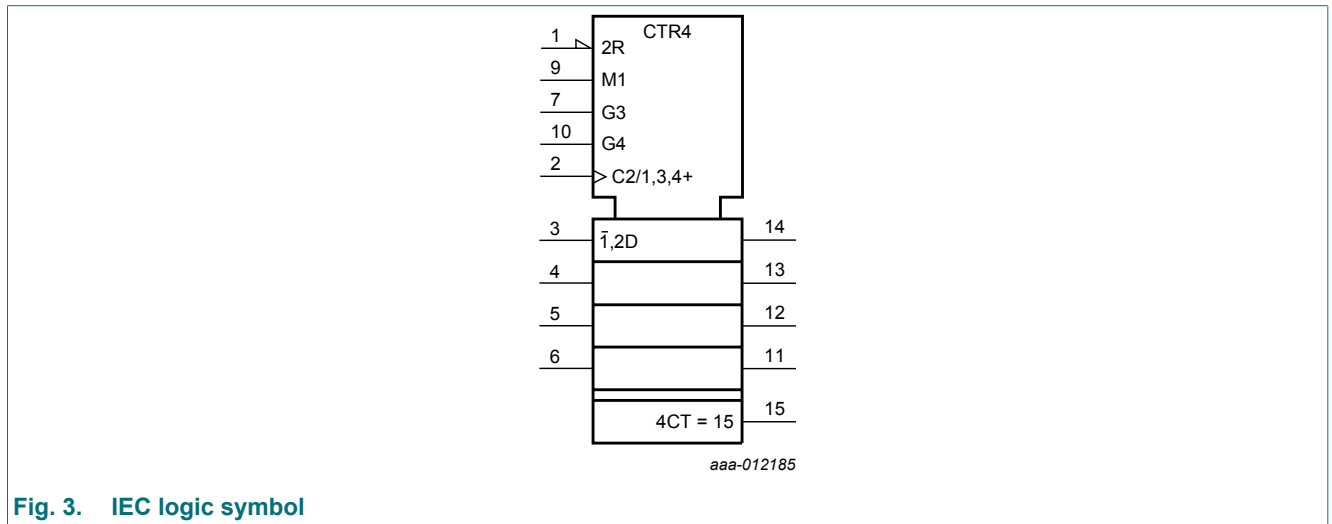 CTR4
1
2R
9
M1
7
G3
10
G4
2
C2/1,3,4+
3
1̅,2D
14
4
13
5
12
6
11
4CT = 15
15
aaa-012185
Fig. 3. IEC logic symbol